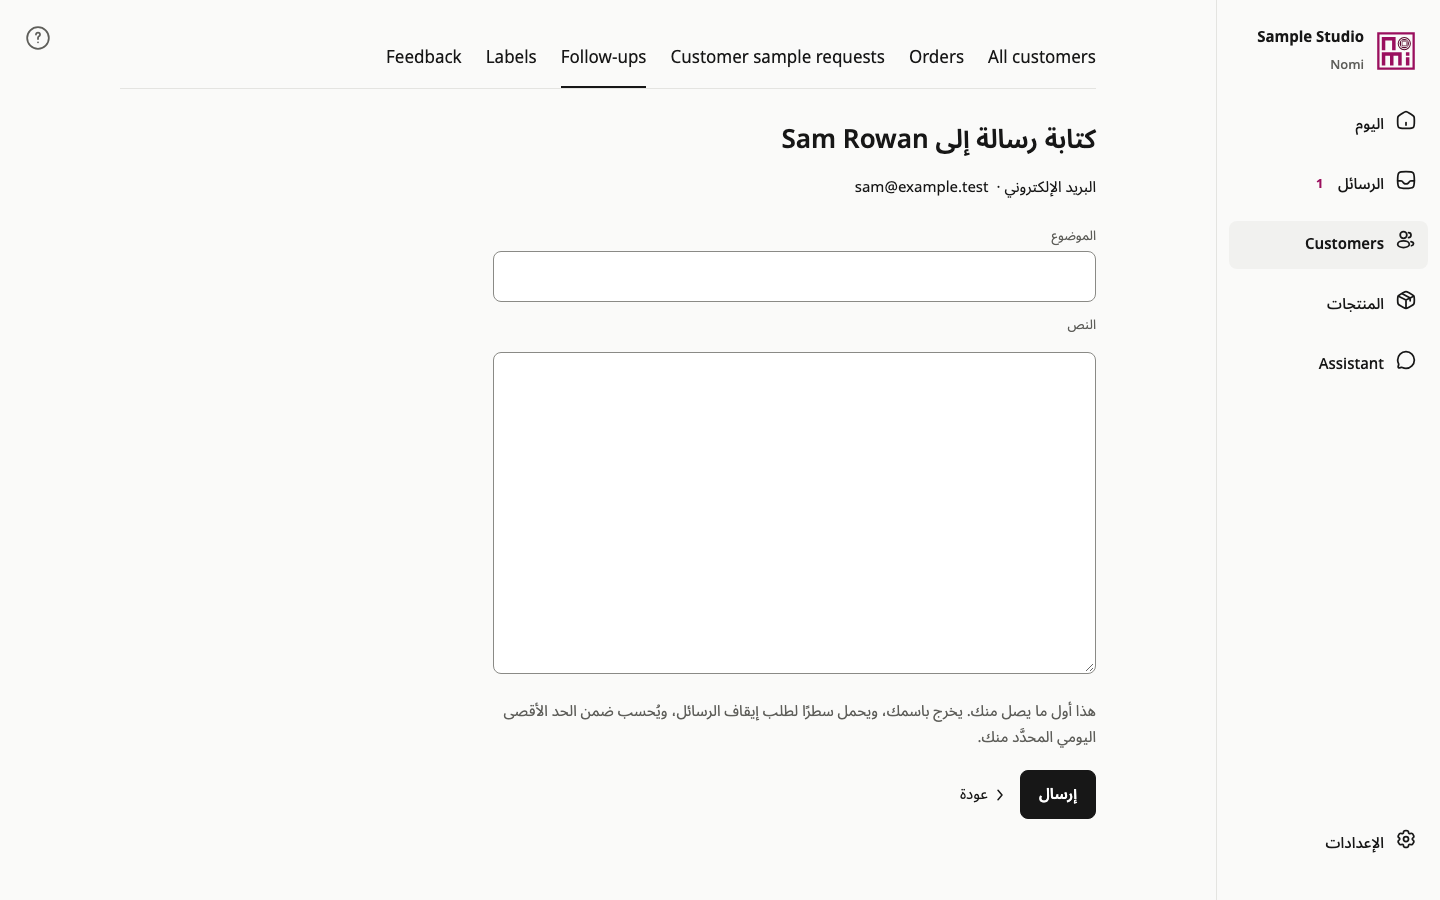 Sample Studio
Nomi
اليوم
الرسائل 1
Customers
المنتجات
Assistant
الإعدادات
All customers
Orders
Customer sample requests
Follow-ups
Labels
Feedback
كتابة رسالة إلى Sam Rowan
البريد الإلكتروني · sam@example.test
الموضوع
النص
هذا أول ما يصل منك. يخرج باسمك، ويحمل سطرًا لطلب إيقاف الرسائل، ويُحسب ضمن الحد الأقصى
اليومي المحدَّد منك.
إرسال
عودة